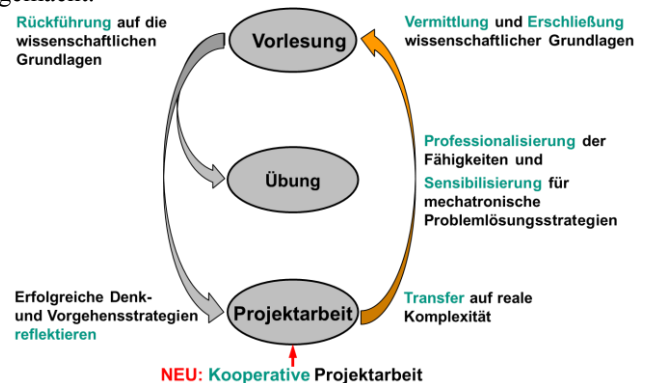 gemacht.
Rückführung auf die
wissenschaftlichen
Grundlagen
Vorlesung
Vermittlung und Erschließung
wissenschaftlicher Grundlagen
Professionalisierung der
Fähigkeiten und
Sensibilisierung für
mechatronische
Problemlösungsstrategien
Übung
Erfolgreiche Denk-
und Vorgehensstrategien
reflektieren
Projektarbeit
Transfer auf reale
Komplexität
NEU: Kooperative Projektarbeit